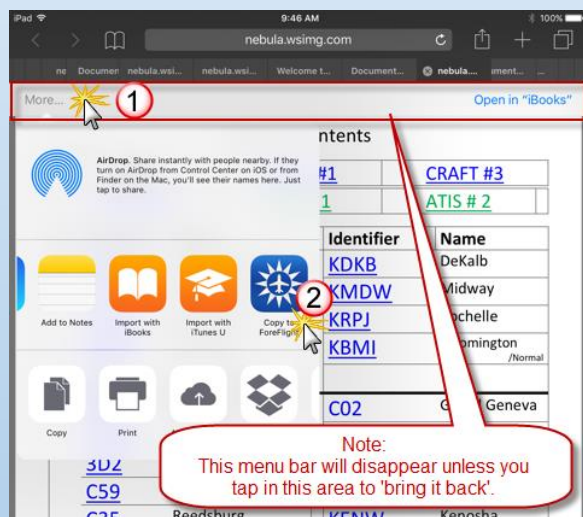 iPad 9:46 AM 100%
nebula.wsimg.com
ne Documen nebula.wsi... nebula.wsi... Welcome t... Document... nebula.... ument... ...
More... 1 Open in "iBooks"
ntents
AirDrop. Share instantly with people nearby. If they
turn on AirDrop from Control Center on iOS or from
Finder on the Mac, you'll see their names here. Just
tap to share.
#1 CRAFT #3
1 ATIS # 2
Identifier Name
KDKB DeKalb
KMDW Midway
2
KRPJ ochelle
KBMI omington
/Normal
Add to Notes
Import with
iBooks
Import with
iTunes U
Copy to
ForeFlight
C02 Geneva
Copy Print
Note:
This menu bar will disappear unless you
tap in this area to 'bring it back'.
3D2
C59
C35 Reedsburg KENW Kenosha